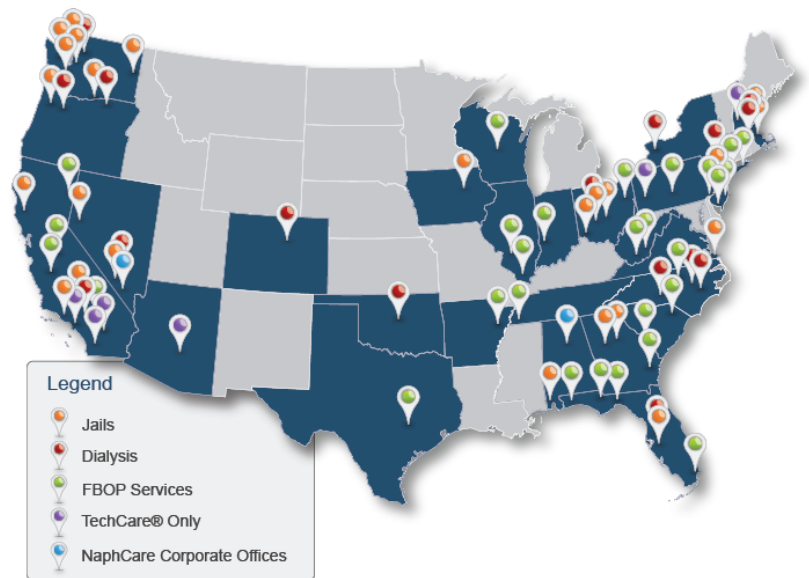 Legend
Jails
Dialysis
FBOP Services
TechCare® Only
NaphCare Corporate Offices